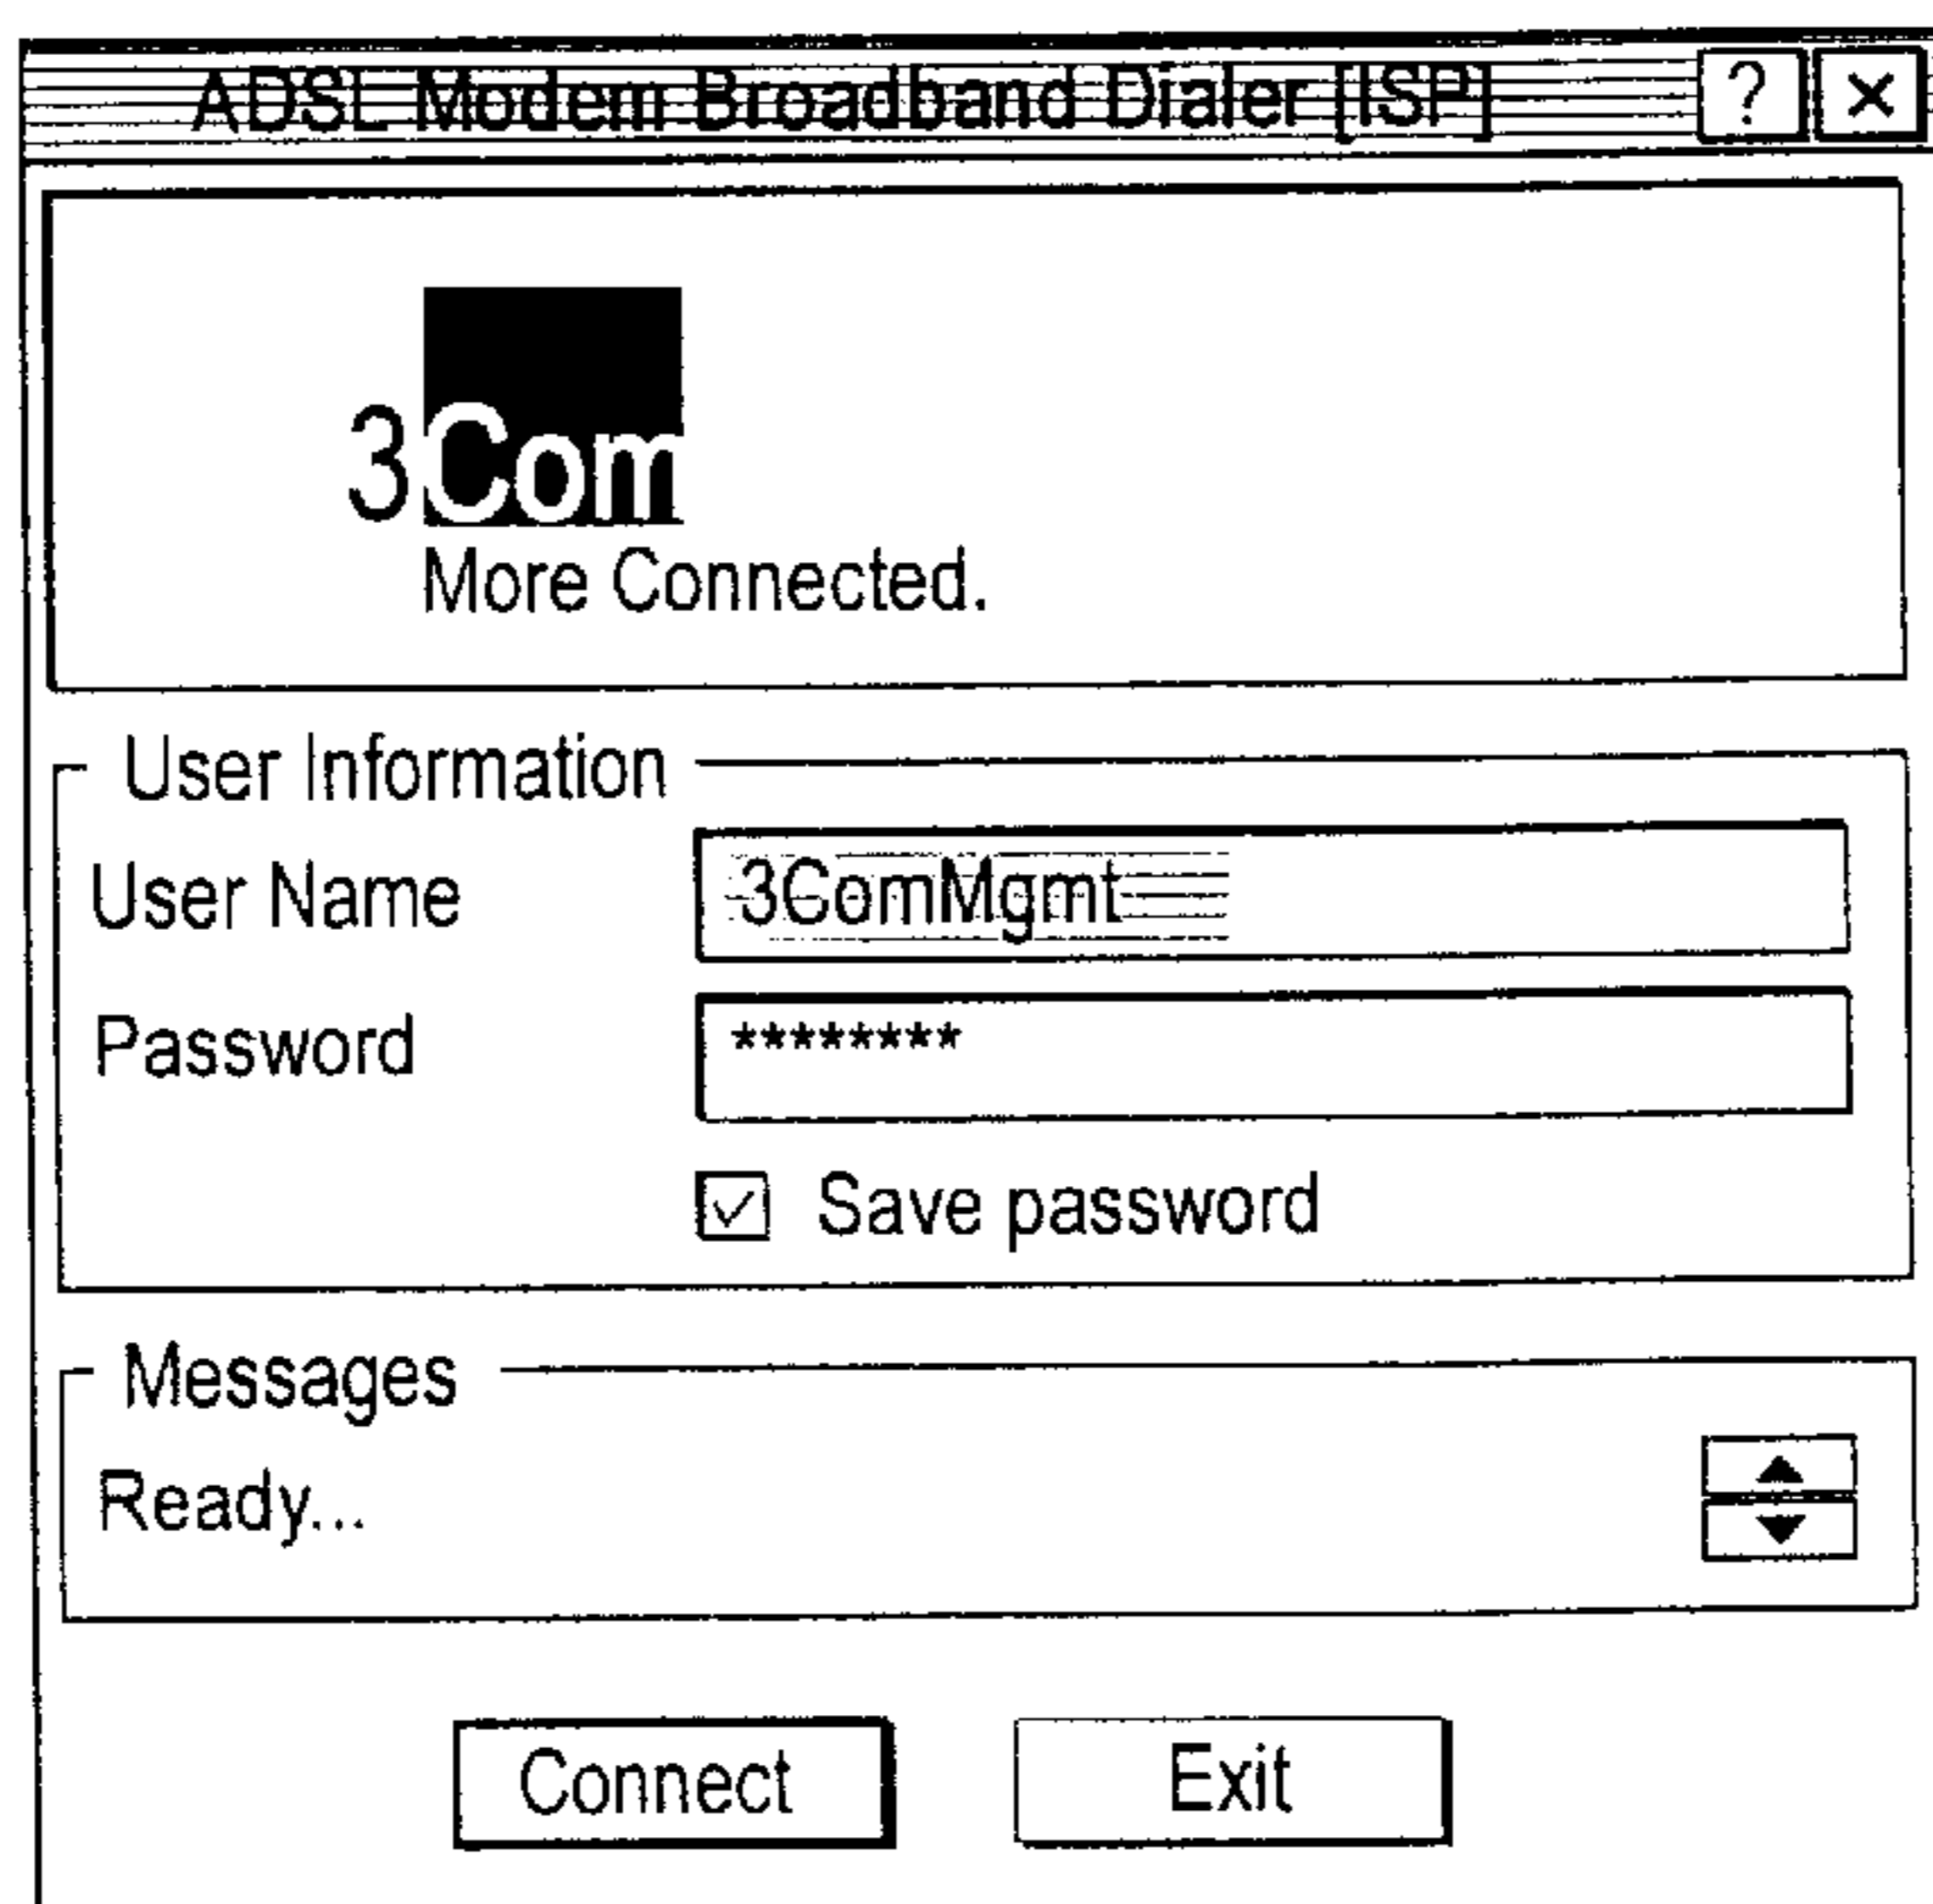 ADSL Modem Broadband Dialer [ISP] ? ×
3Com
More Connected.
User Information
User Name 3ComMgmt
Password ********
Save password
Messages
Ready...
Connect Exit